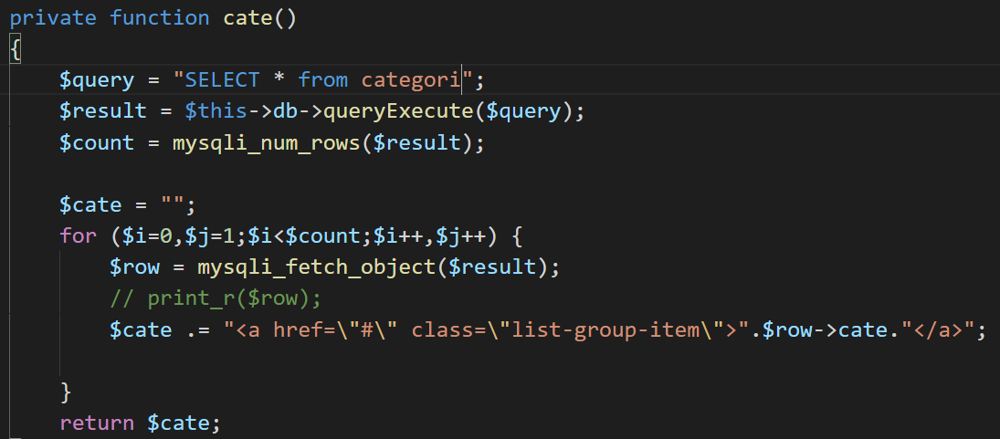 private function cate()
{
    $query = "SELECT * from categori";
    $result = $this->db->queryExecute($query);
    $count = mysqli_num_rows($result);

    $cate = "";
    for ($i=0,$j=1;$i<$count;$i++,$j++) {
        $row = mysqli_fetch_object($result);
        // print_r($row);
        $cate .= "<a href=\"#\" class=\"list-group-item\">".$row->cate."</a>";

    }
    return $cate;